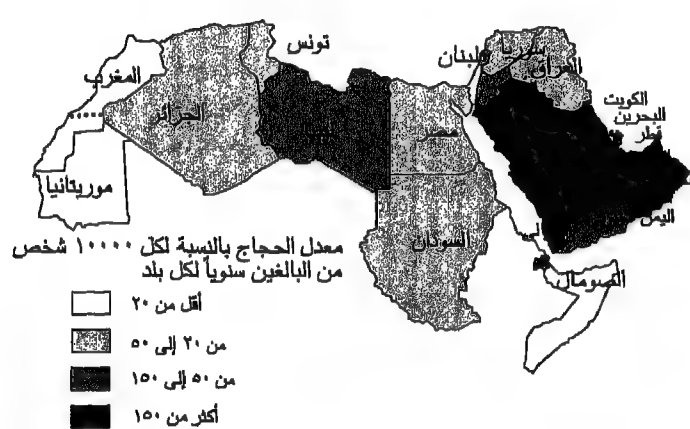 تونس
المغرب
الجزائر
موريتانيا
مصر
السودان
لبنان
سوريا
العراق
الكويت
البحرين
قطر
اليمن
الصومال
معدل الحجاج بالنسبة لكل ١٠٠٠٠ شخص
من البالغين سنوياً لكل بلد
أقل من ٢٠
من ٢٠ إلى ٥٠
من ٥٠ إلى ١٥٠
أكثر من ١٥٠